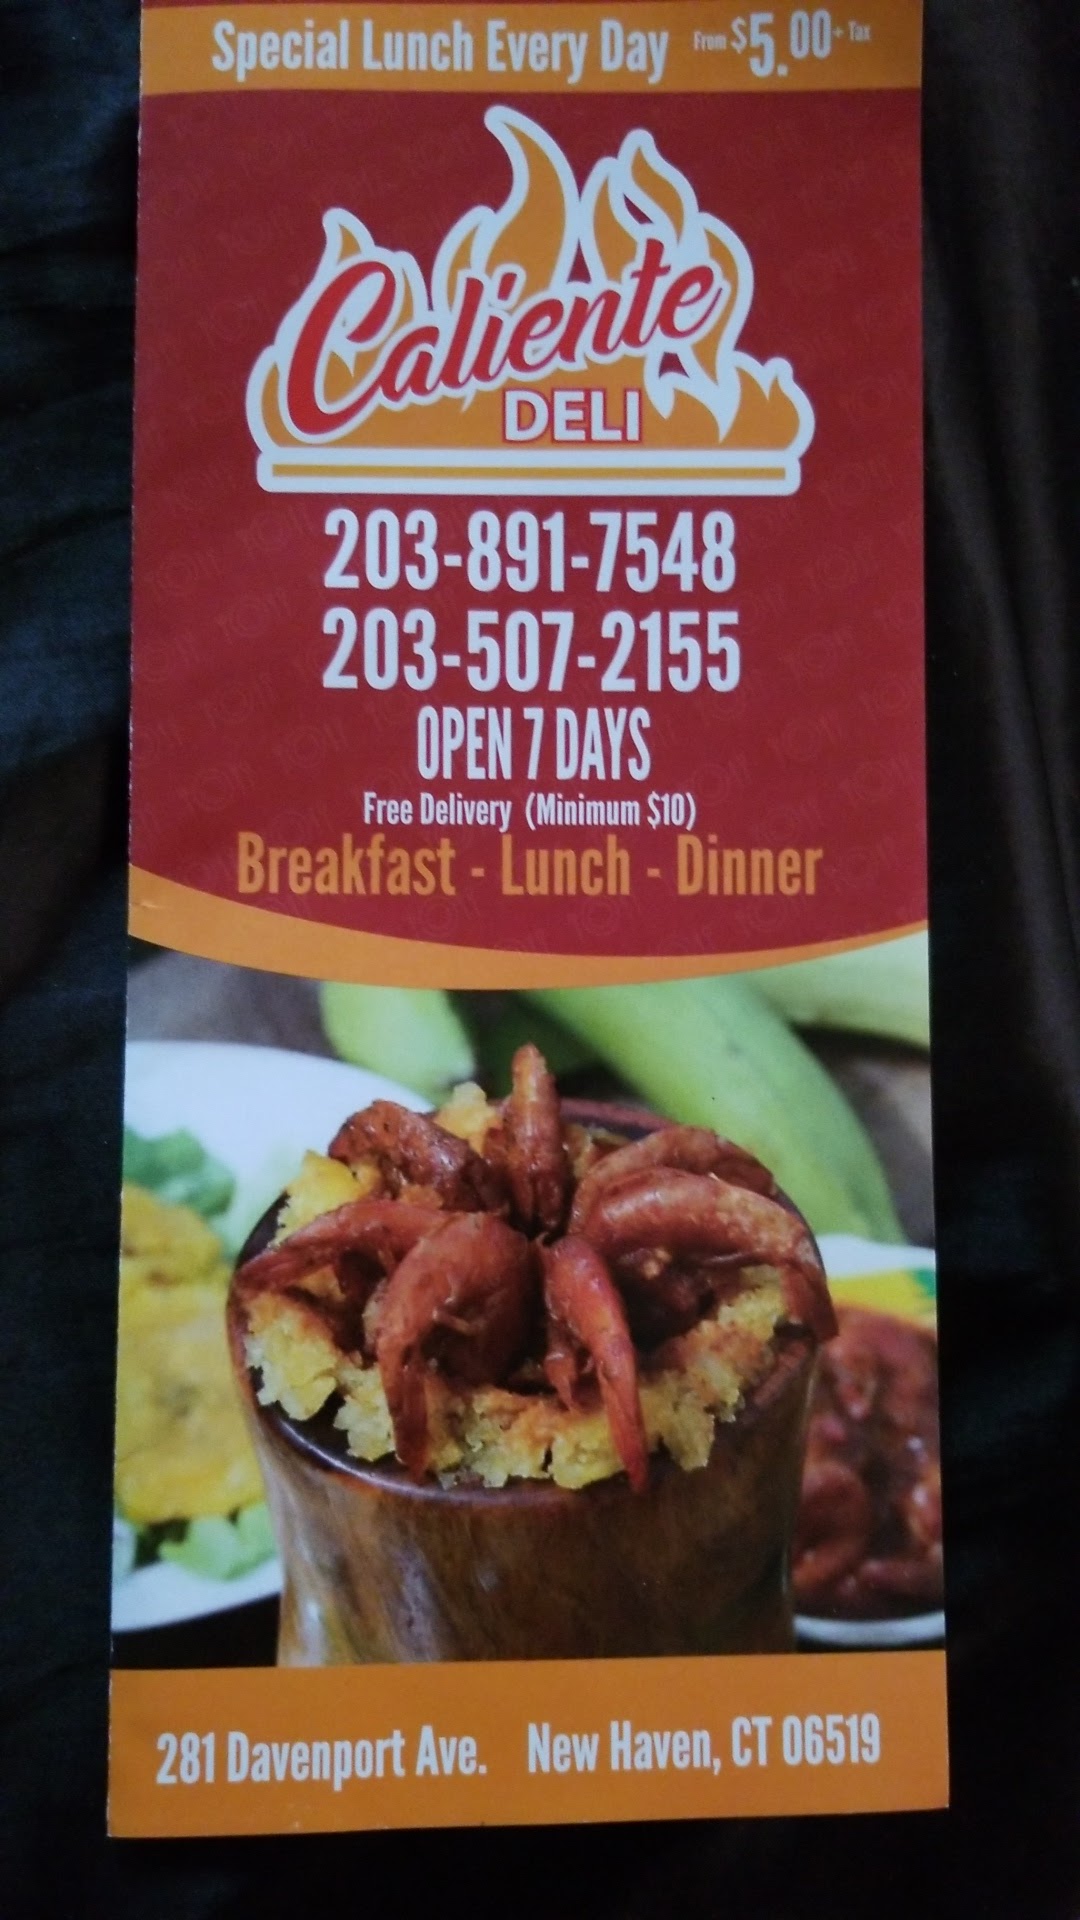 Special Lunch Every Day From $5.00 + Tax
Caliente
DELI
203-891-7548
203-507-2155
OPEN 7 DAYS
Free Delivery (Minimum $10)
Breakfast - Lunch - Dinner
281 Davenport Ave. New Haven, CT 06519